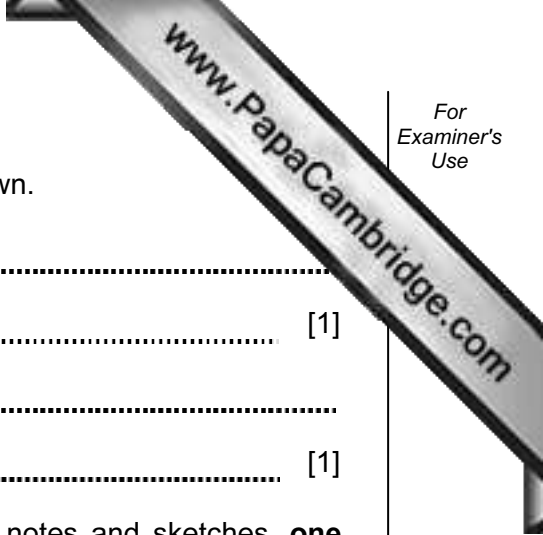 www.PapaCambridge.com
For
Examiner's
Use
wn.
[1]
[1]
notes and sketches, one